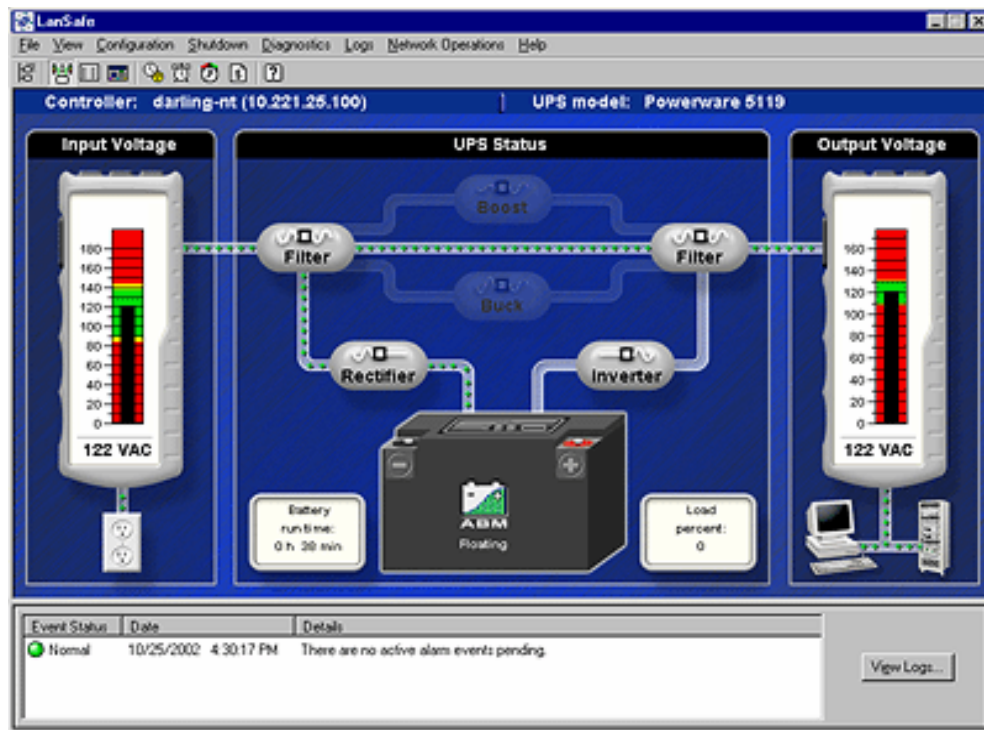 LanSafe
File View Configuration Shutdown Diagnostics Logs Network Operations Help
Controller: darling-nt (10.221.25.100) UPS model: Powerware 5119
Input Voltage
UPS Status
Output Voltage
Boost
Filter
Filter
Buck
Rectifier
Inverter
180
160
140
120
100
80
60
40
20
0
122 VAC
160
140
120
100
80
60
40
20
0
122 VAC
Battery
run time:
0 h 38 min
ABM
Floating
Load
percent:
0
Event Status Date Details
Normal 10/25/2002 4:30:17 PM There are no active alarm events pending.
View Logs...